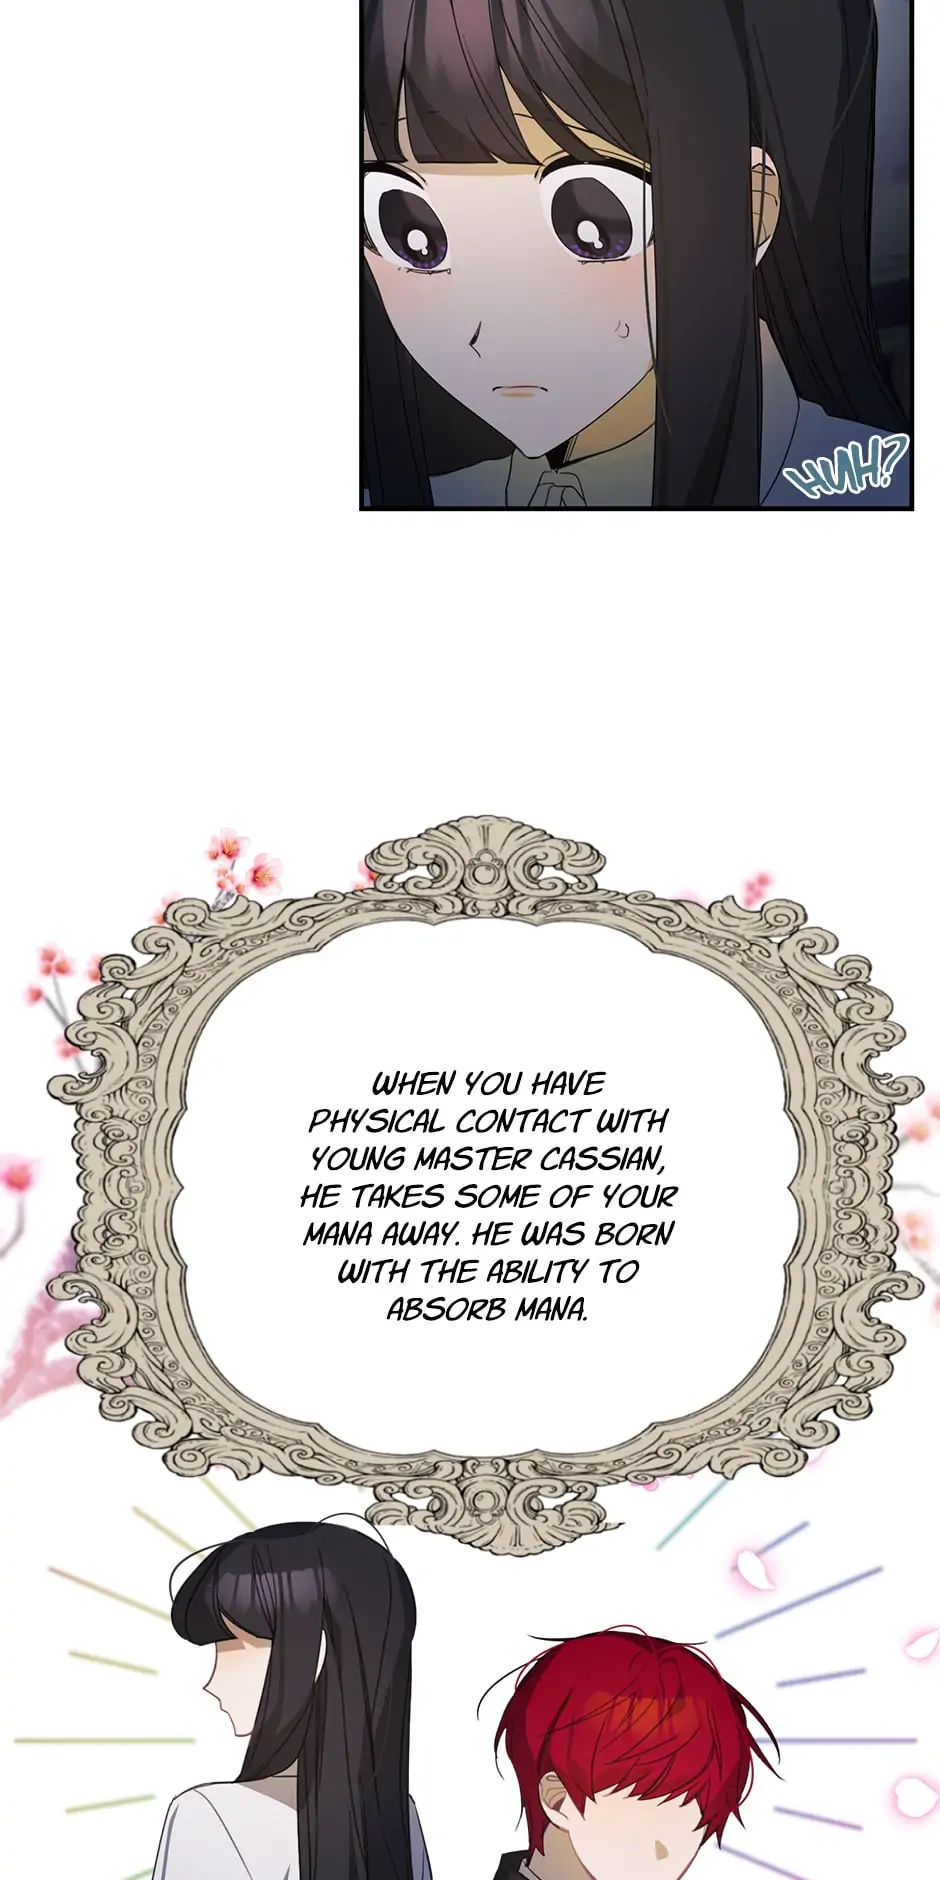 HUH?
WHEN YOU HAVE
PHYSICAL CONTACT WITH
YOUNG MASTER CASSIAN,
HE TAKES SOME OF YOUR
MANA AWAY. HE WAS BORN
WITH THE ABILITY TO
ABSORB MANA.